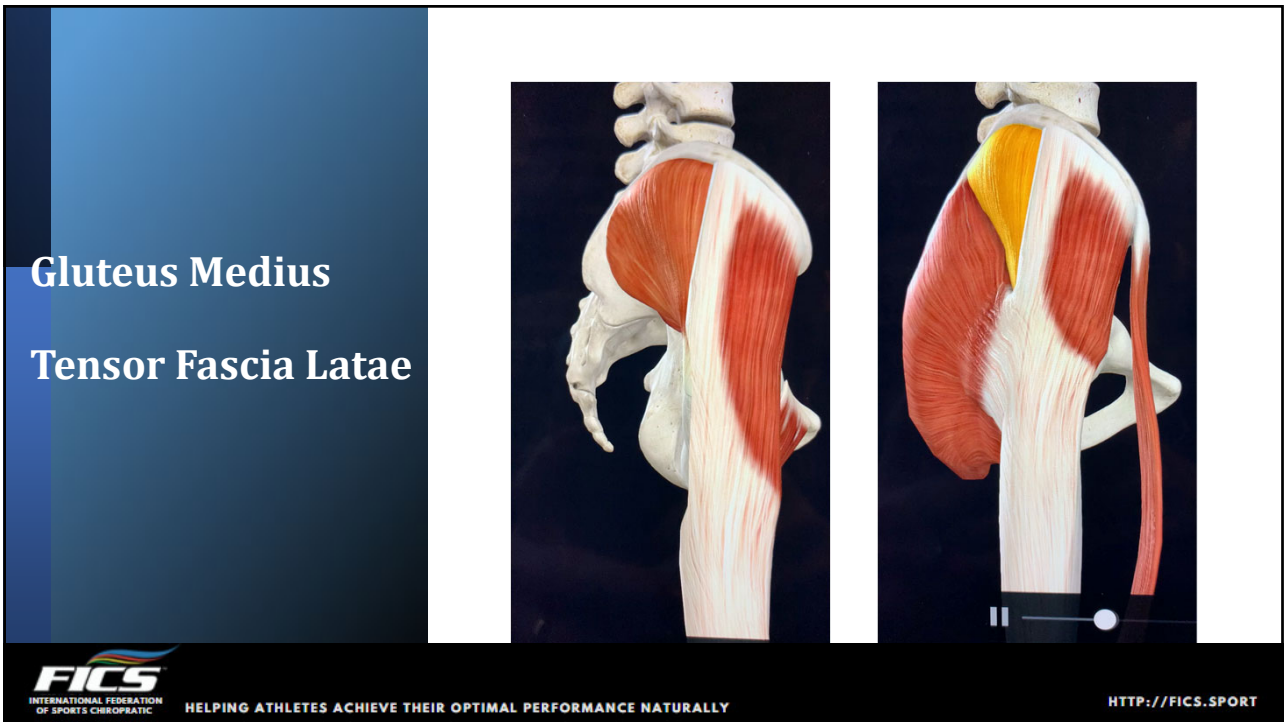 Gluteus Medius
Tensor Fascia Latae
FICS
INTERNATIONAL FEDERATION
OF SPORTS CHIROPRATIC
HELPING ATHLETES ACHIEVE THEIR OPTIMAL PERFORMANCE NATURALLY
HTTP://FICS.SPORT